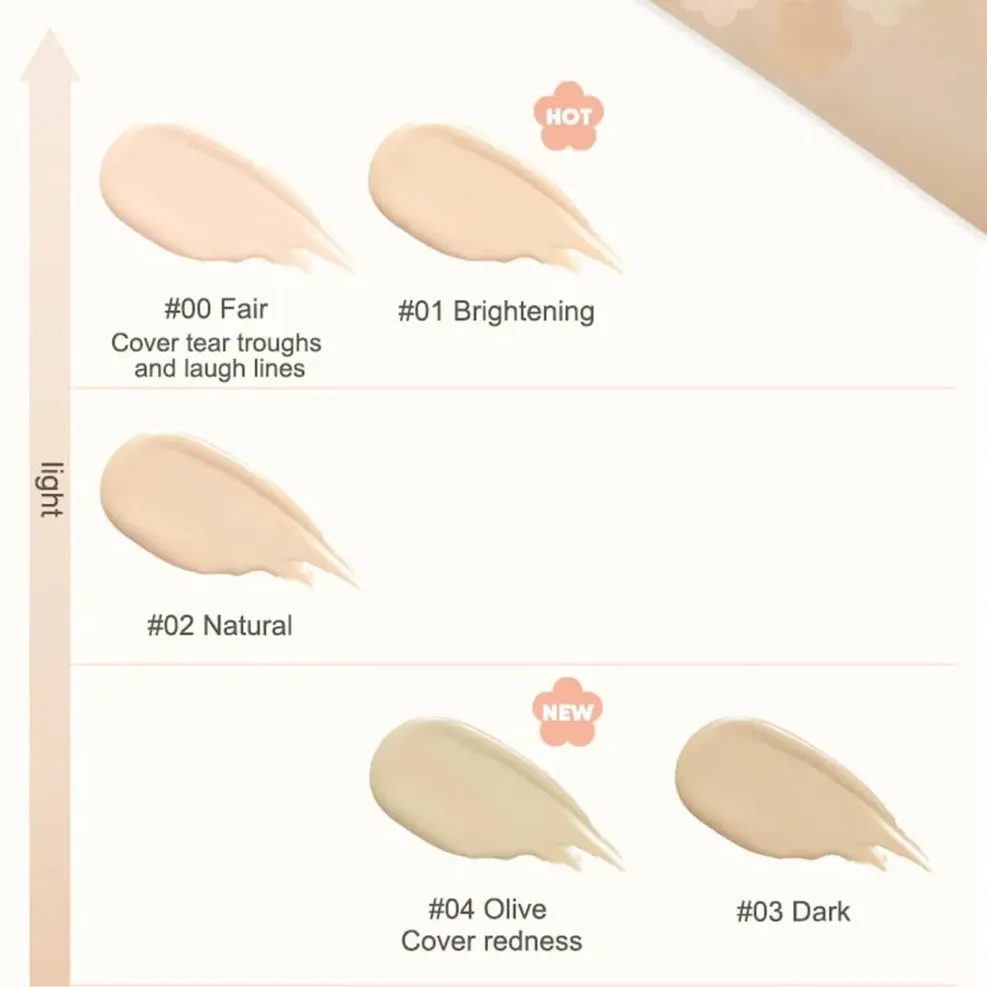 HOT
#00 Fair
Cover tear troughs
and laugh lines
#01 Brightening
light
#02 Natural
NEW
#04 Olive
Cover redness
#03 Dark